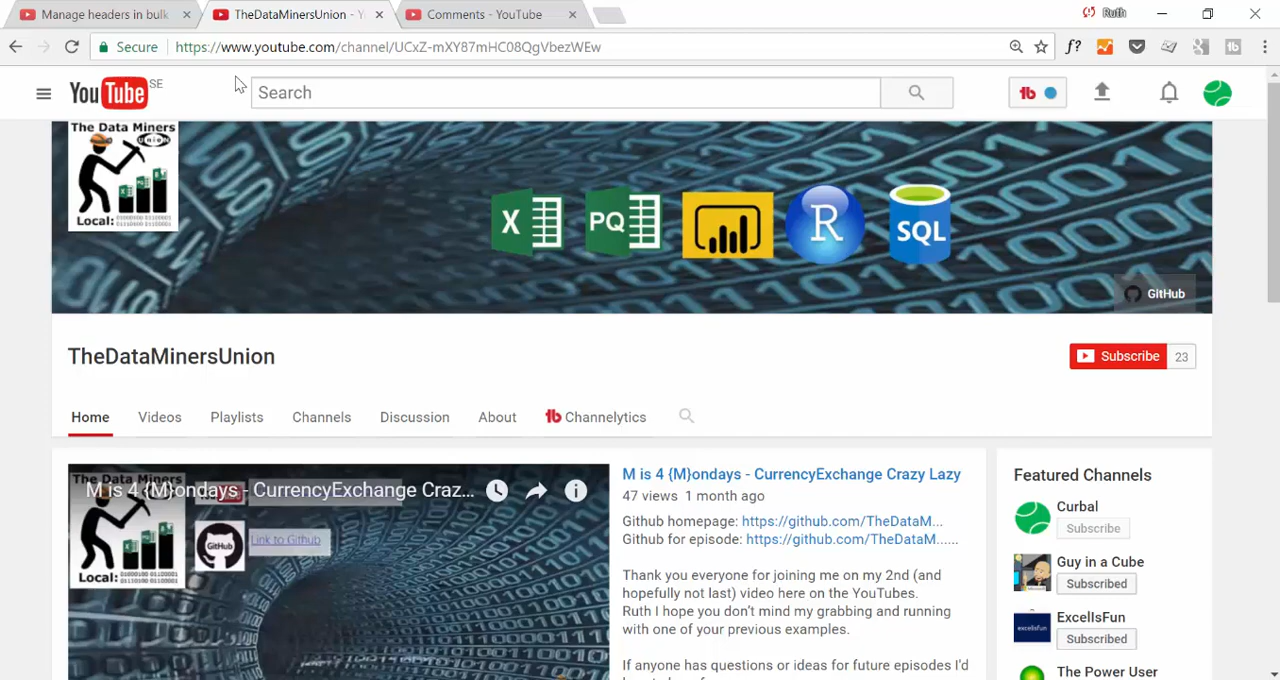 Manage headers in bulk
TheDataMinersUnion - Y
Comments - YouTube
Ruth
Secure
https://www.youtube.com/channel/UCxZ-mXY87mHC08QgVbezWEw
f?
YouTube SE
Search
The Data Miners
Union
Local:
X
PQ
R
SQL
GitHub
TheDataMinersUnion
Subscribe 23
Home Videos Playlists Channels Discussion About Channelytics
M is 4 {M}ondays - CurrencyExchange Craz...
The Data Miners
Local:
GitHub
Link to Github
M is 4 {M}ondays - CurrencyExchange Crazy Lazy
47 views 1 month ago
Github homepage: https://github.com/TheDataM...
Github for episode: https://github.com/TheDataM......
Thank you everyone for joining me on my 2nd (and
hopefully not last) video here on the YouTubes.
Ruth I hope you don't mind my grabbing and running
with one of your previous examples.
If anyone has questions or ideas for future episodes I'd
Featured Channels
Curbal
Subscribe
Guy in a Cube
Subscribed
ExcelIsFun
Subscribed
The Power User